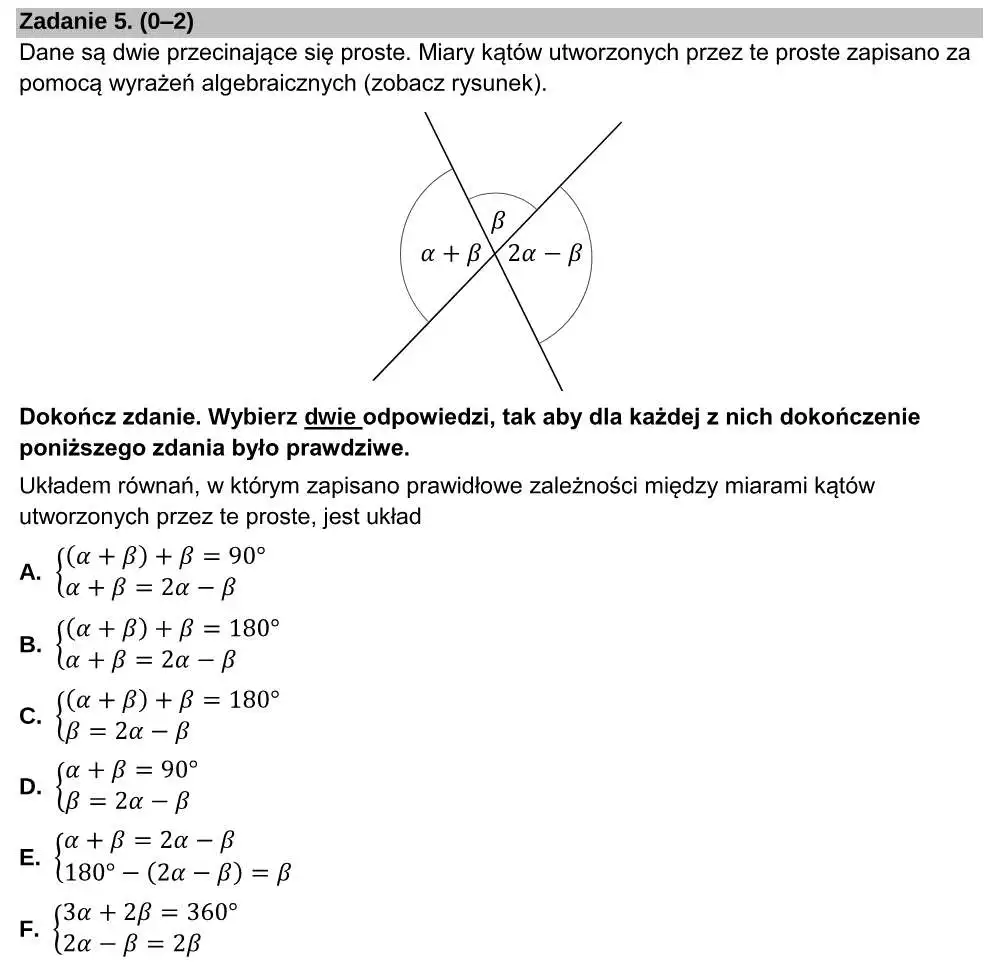 Zadanie 5. (0–2)
Dane są dwie przecinające się proste. Miary kątów utworzonych przez te proste zapisano za
pomocą wyrażeń algebraicznych (zobacz rysunek).
β
α + β 2α − β
Dokończ zdanie. Wybierz dwie odpowiedzi, tak aby dla każdej z nich dokończenie
poniższego zdania było prawdziwe.
Układem równań, w którym zapisano prawidłowe zależności między miarami kątów
utworzonych przez te proste, jest układ
A. {(α + β) + β = 90°
α + β = 2α − β
B. {(α + β) + β = 180°
α + β = 2α − β
C. {(α + β) + β = 180°
β = 2α − β
D. {α + β = 90°
β = 2α − β
E. {α + β = 2α − β
180° − (2α − β) = β
F. {3α + 2β = 360°
2α − β = 2β